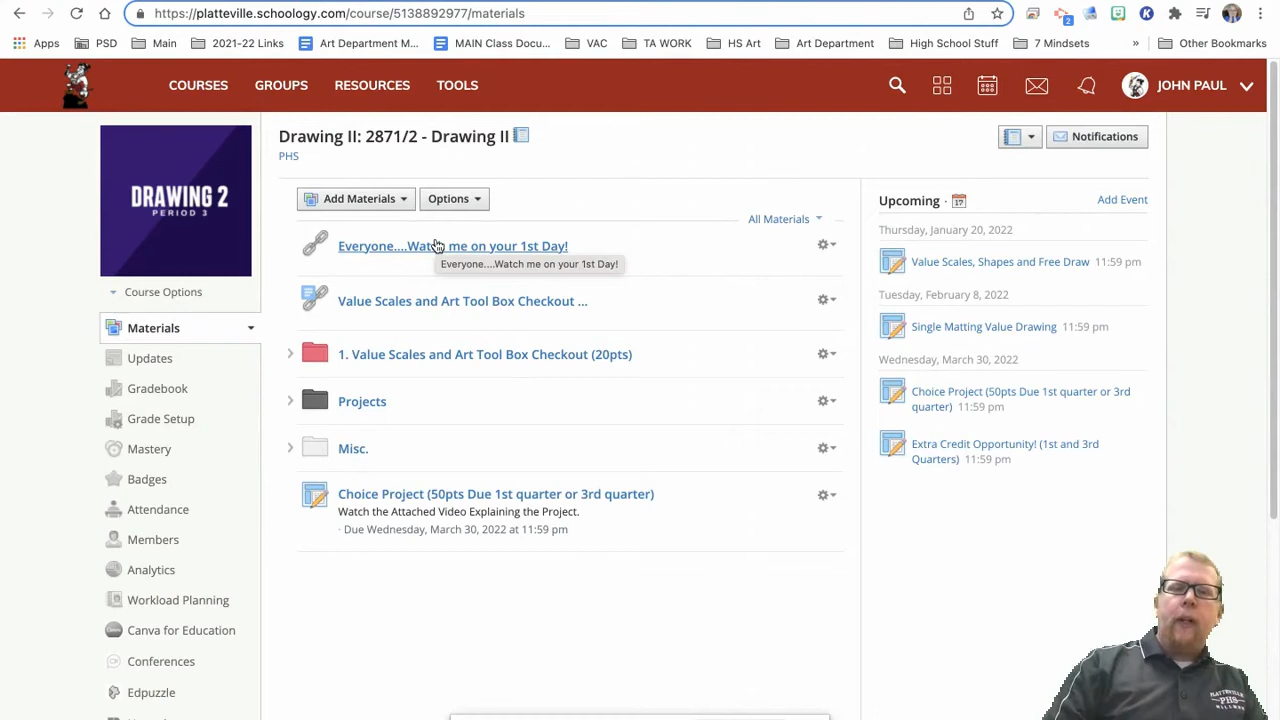 https://platteville.schoology.com/course/5138892977/materials
2
Apps PSD Main 2021-22 Links Art Department M... MAIN Class Docu... VAC TA WORK HS Art Art Department High School Stuff 7 Mindsets » Other Bookmarks
COURSES GROUPS RESOURCES TOOLS JOHN PAUL
DRAWING 2
PERIOD 3
Course Options
Materials
Updates
Gradebook
Grade Setup
Mastery
Badges
Attendance
Members
Analytics
Workload Planning
Canva for Education
Conferences
Edpuzzle
Drawing II: 2871/2 - Drawing II
PHS
Notifications
Add Materials Options
All Materials
Everyone....Watch me on your 1st Day!
Everyone....Watch me on your 1st Day!
Value Scales and Art Tool Box Checkout ...
1. Value Scales and Art Tool Box Checkout (20pts)
Projects
Misc.
Choice Project (50pts Due 1st quarter or 3rd quarter)
Watch the Attached Video Explaining the Project.
· Due Wednesday, March 30, 2022 at 11:59 pm
Upcoming · 17 Add Event
Thursday, January 20, 2022
Value Scales, Shapes and Free Draw 11:59 pm
Tuesday, February 8, 2022
Single Matting Value Drawing 11:59 pm
Wednesday, March 30, 2022
Choice Project (50pts Due 1st quarter or 3rd
quarter) 11:59 pm
Extra Credit Opportunity! (1st and 3rd
Quarters) 11:59 pm
PLATTEVILLE
PHS